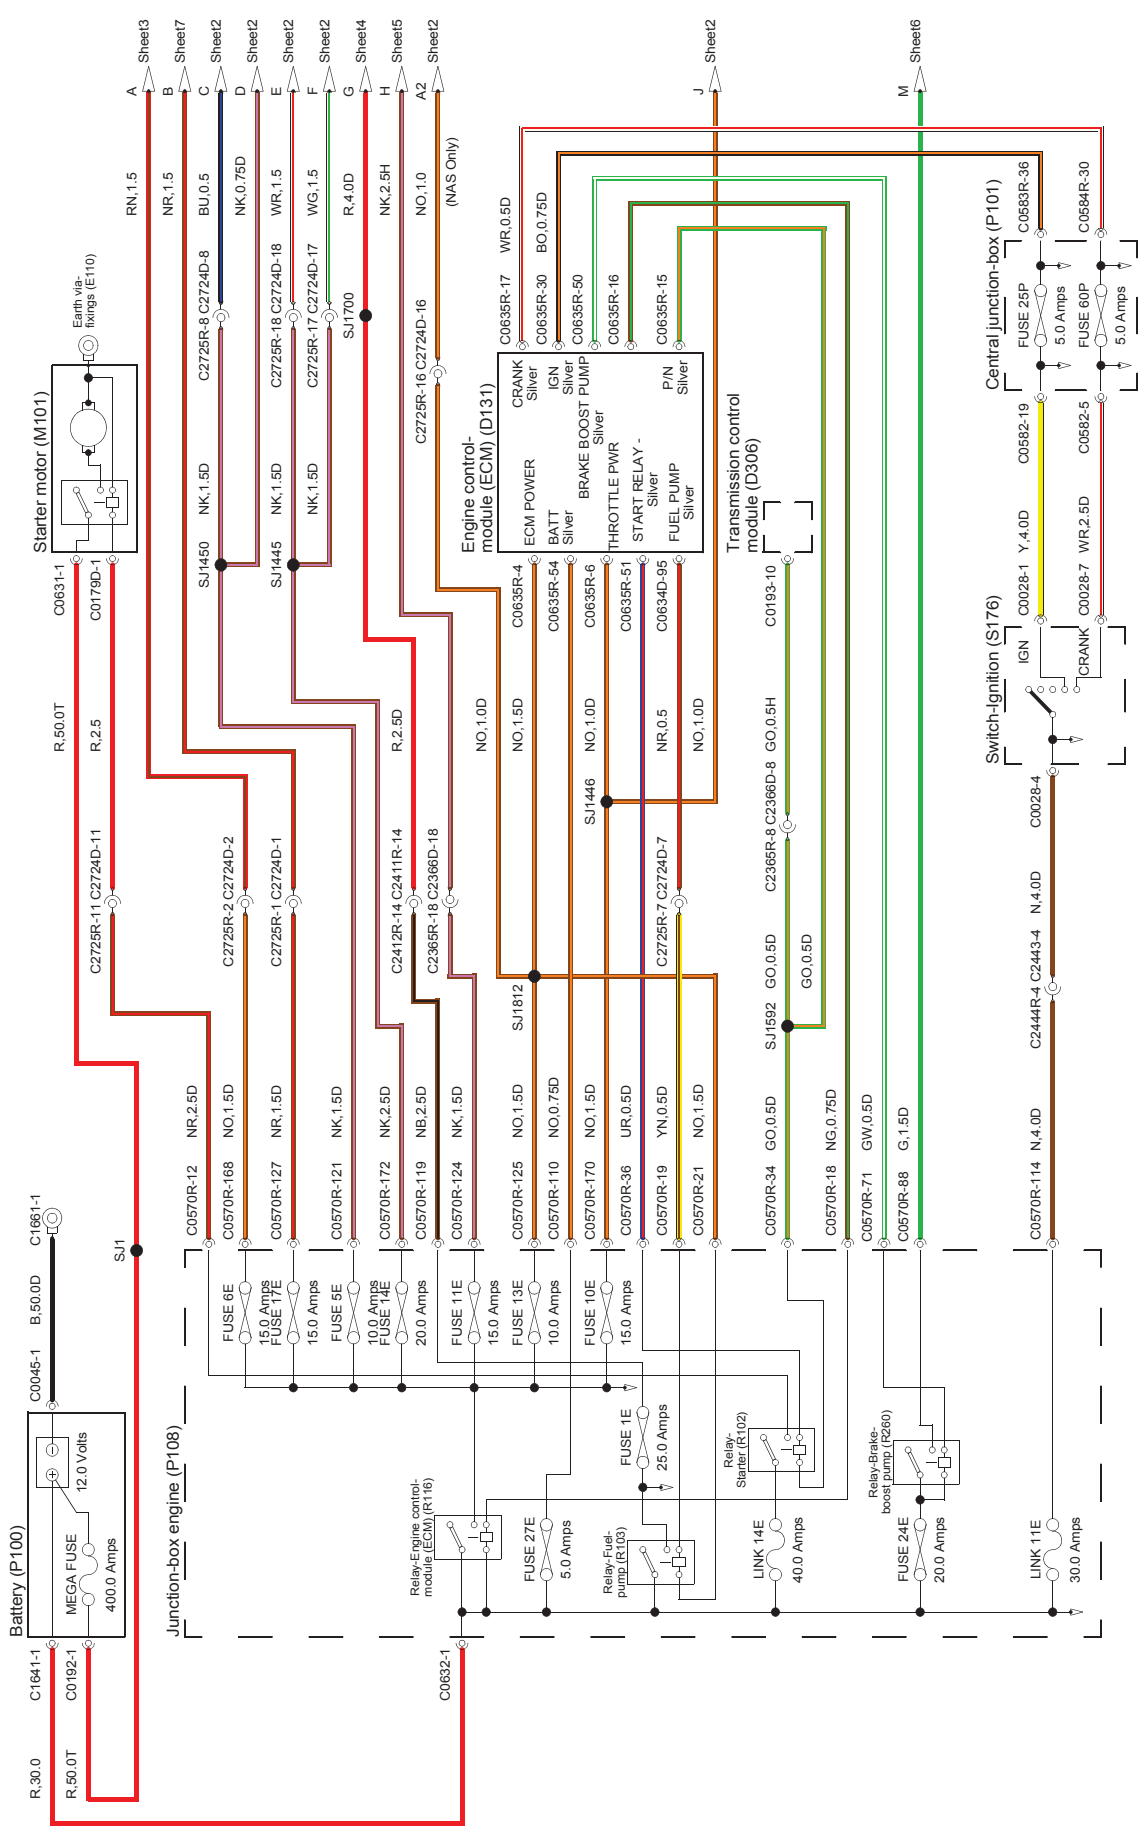 Battery (P100)
C1641-1
C0192-1
R,30.0
R,50.0T
MEGA FUSE
400.0 Amps
12.0 Volts
C0045-1
B,50.0D
C1661-1
SJ1
R,50.0T
R,2.5
C2725R-11
C2724D-11
C0631-1
C0179D-1
Starter motor (M101)
Earth via-
fixings (E110)
RN,1.5
A
Sheet3
NR,1.5
B
Sheet7
BU,0.5
C
Sheet2
NK,0.75D
D
Sheet2
WR,1.5
E
Sheet2
WG,1.5
F
Sheet2
R,4.0D
G
Sheet4
NK,2.5H
H
Sheet5
NO,1.0
(NAS Only)
A2
Sheet2
J
Sheet2
M
Sheet6
C2725R-8
C2724D-8
C2725R-18
C2724D-18
C2725R-17
C2724D-17
SJ1700
C2725R-16
C2724D-16
SJ1450
NK,1.5D
SJ1445
NK,1.5D
NK,1.5D
C2725R-2
C2724D-2
C2725R-1
C2724D-1
R,2.5D
C2412R-14
C2411R-14
C2365R-18
C2366D-18
Junction-box engine (P108)
C0632-1
C0570R-12
NR,2.5D
C0570R-168
NO,1.5D
C0570R-127
NR,1.5D
C0570R-121
NK,1.5D
C0570R-172
NK,2.5D
C0570R-119
NB,2.5D
C0570R-124
NK,1.5D
C0570R-125
NO,1.5D
C0570R-110
NO,0.75D
C0570R-170
NO,1.5D
C0570R-36
UR,0.5D
C0570R-19
YN,0.5D
C0570R-21
NO,1.5D
C0570R-34
GO,0.5D
C0570R-18
NG,0.75D
C0570R-71
GW,0.5D
C0570R-88
G,1.5D
C0570R-114
N,4.0D
FUSE 6E
15.0 Amps
FUSE 17E
15.0 Amps
FUSE 5E
10.0 Amps
FUSE 14E
20.0 Amps
FUSE 11E
15.0 Amps
FUSE 13E
10.0 Amps
FUSE 10E
15.0 Amps
Relay-Engine control-
module (ECM) (R116)
FUSE 27E
5.0 Amps
FUSE 1E
25.0 Amps
Relay-Fuel-
pump (R103)
Relay-
Starter (R102)
LINK 14E
40.0 Amps
Relay-Brake-
boost pump (R260)
FUSE 24E
20.0 Amps
LINK 11E
30.0 Amps
SJ1812
NO,1.0D
NO,1.5D
SJ1446
NO,1.0D
NR,0.5
NO,1.0D
C2725R-7
C2724D-7
Engine control-
module (ECM) (D131)
C0635R-4
ECM POWER
C0635R-54
BATT
Silver
C0635R-6
THROTTLE PWR
C0635R-51
START RELAY -
Silver
C0634D-95
FUEL PUMP
Silver
CRANK
Silver
IGN
Silver
BRAKE BOOST PUMP
Silver
P/N
Silver
C0635R-17
WR,0.5D
C0635R-30
BO,0.75D
C0635R-50
C0635R-16
C0635R-15
Transmission control
module (D306)
C0193-10
GO,0.5H
C2365R-8
C2366D-8
SJ1592
GO,0.5D
GO,0.5D
Central junction-box (P101)
C0583R-36
C0584R-30
FUSE 25P
5.0 Amps
FUSE 60P
5.0 Amps
C0582-19
C0582-5
Y,4.0D
WR,2.5D
C0028-1
C0028-7
Switch-Ignition (S176)
IGN
CRANK
C0028-4
N,4.0D
C2444R-4
C2443-4